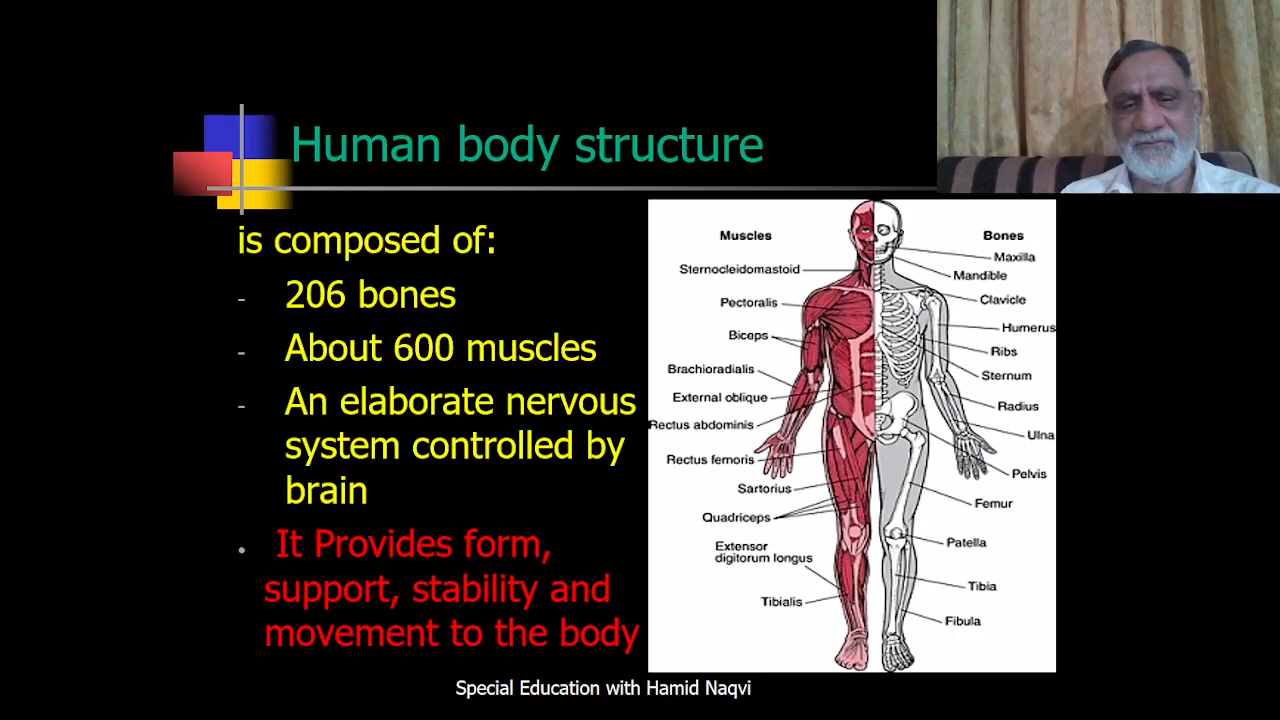 Human body structure
is composed of:
- 206 bones
- About 600 muscles
- An elaborate nervous
system controlled by
brain
• It Provides form,
support, stability and
movement to the body
Muscles
Sternocleidomastoid
Pectoralis
Biceps
Brachioradialis
External oblique
Rectus abdominis
Rectus femoris
Sartorius
Quadriceps
Extensor
digitorum longus
Tibialis
Bones
Maxilla
Mandible
Clavicle
Humerus
Ribs
Sternum
Radius
Ulna
Pelvis
Femur
Patella
Tibia
Fibula
Special Education with Hamid Naqvi